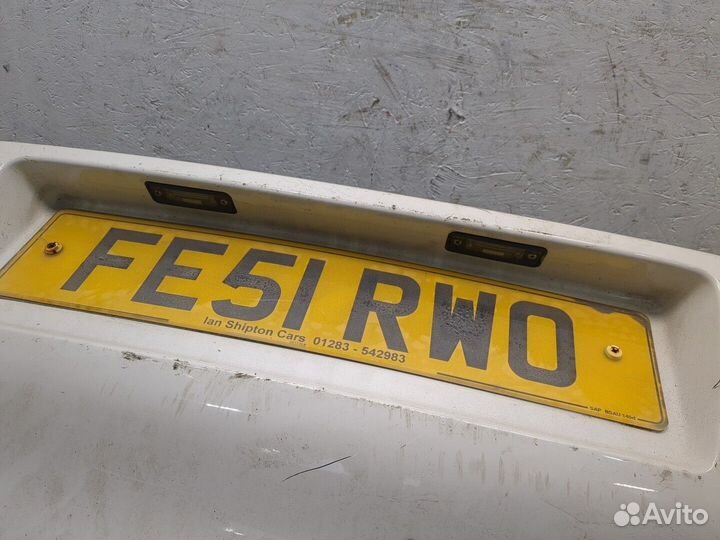 FE51 RWO
Ian Shipton Cars 01283 - 542983
Avito